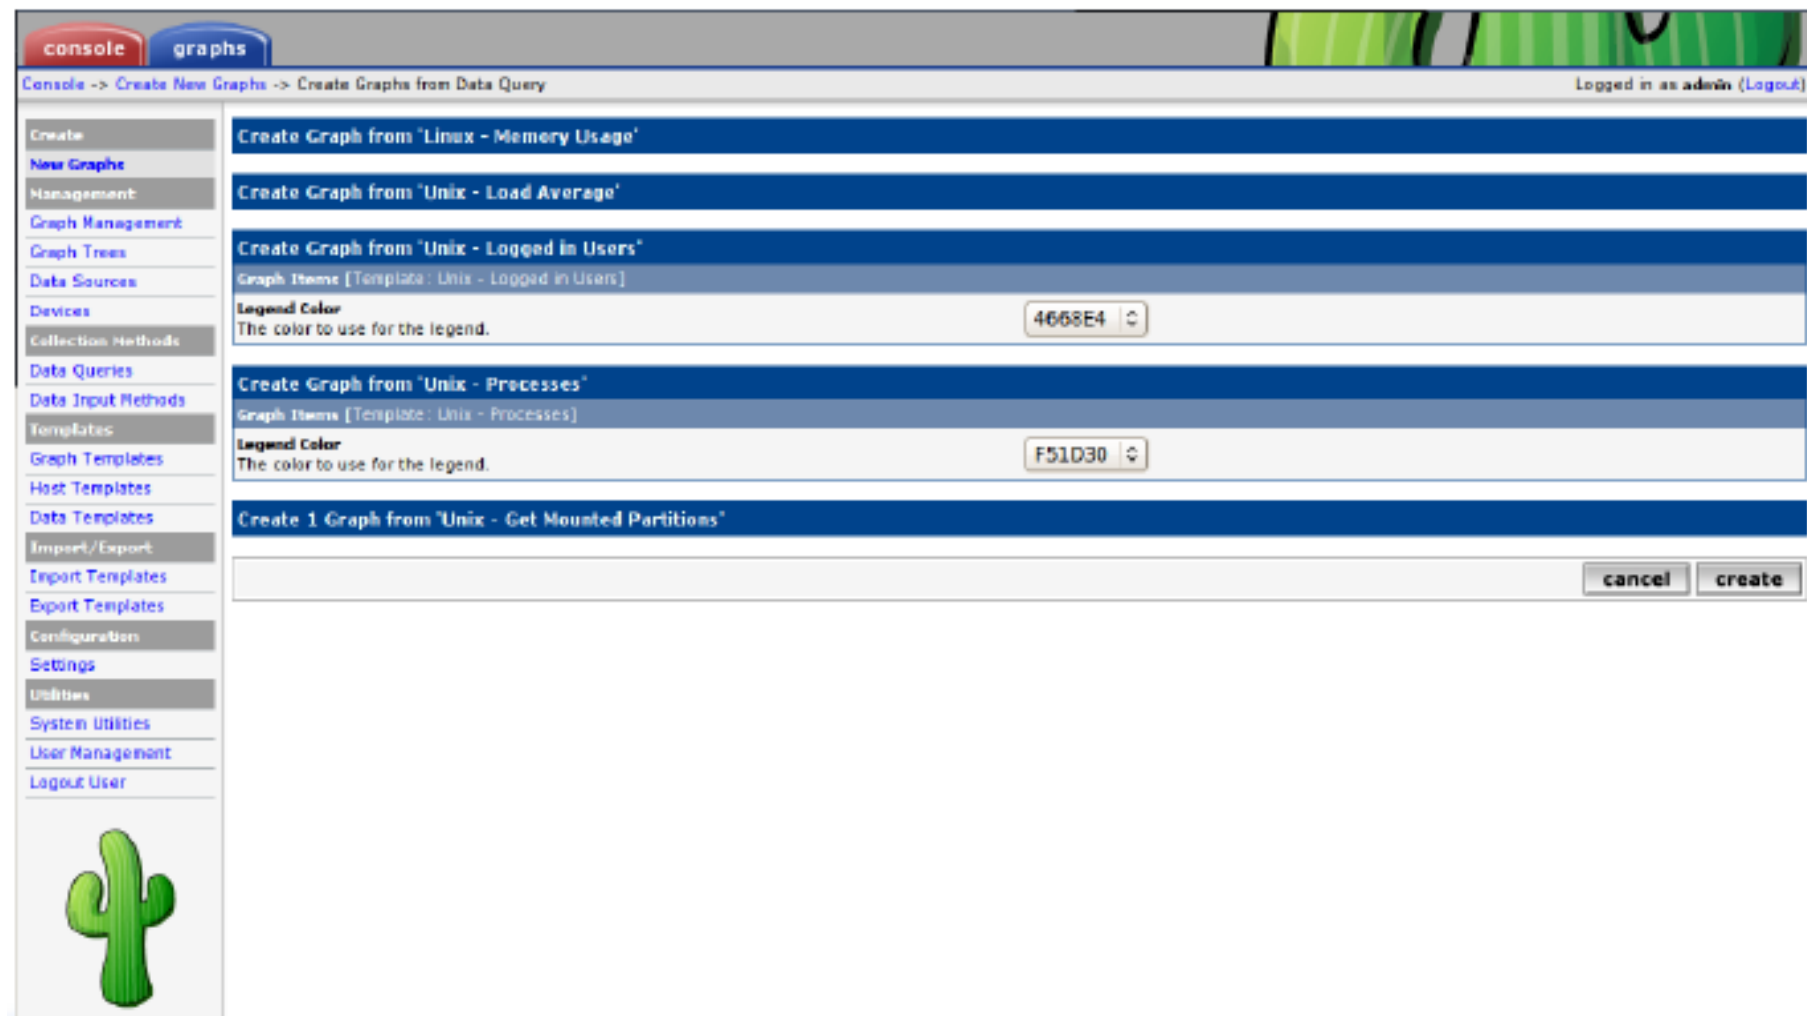 console graphs
Console -> Create New Graphs -> Create Graphs from Data Query
Logged in as admin (Logout)
Create
New Graphs
Management
Graph Management
Graph Trees
Data Sources
Devices
Collection Methods
Data Queries
Data Input Methods
Templates
Graph Templates
Host Templates
Data Templates
Import/Export
Import Templates
Export Templates
Configuration
Settings
Utilities
System Utilities
User Management
Logout User
Create Graph from 'Linux - Memory Usage'
Create Graph from 'Unix - Load Average'
Create Graph from 'Unix - Logged in Users'
Graph Items [Template: Unix - Logged in Users]
Legend Color
The color to use for the legend.
4668E4
Create Graph from 'Unix - Processes'
Graph Items [Template: Unix - Processes]
Legend Color
The color to use for the legend.
F51D30
Create 1 Graph from 'Unix - Get Mounted Partitions'
cancel create